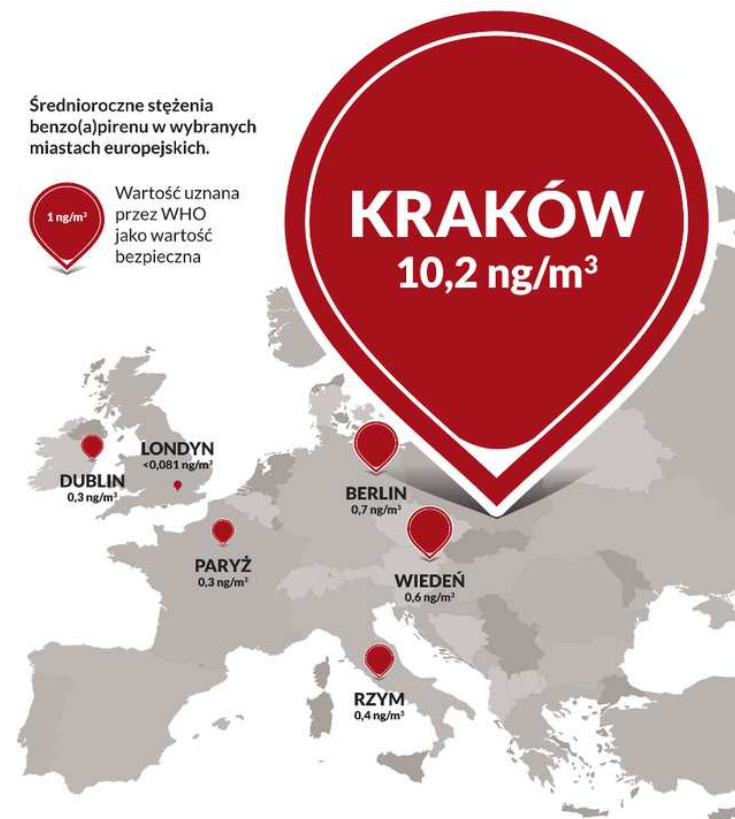 Średnioroczne stężenia
benzo(a)pirenu w wybranych
miastach europejskich.
1 ng/m³
Wartość uznana
przez WHO
jako wartość
bezpieczna
KRAKÓW
10,2 ng/m³
LONDYN
<0,081 ng/m³
DUBLIN
0,3 ng/m³
BERLIN
0,7 ng/m³
PARYŻ
0,3 ng/m³
WIEDEŃ
0,6 ng/m³
RZYM
0,4 ng/m³